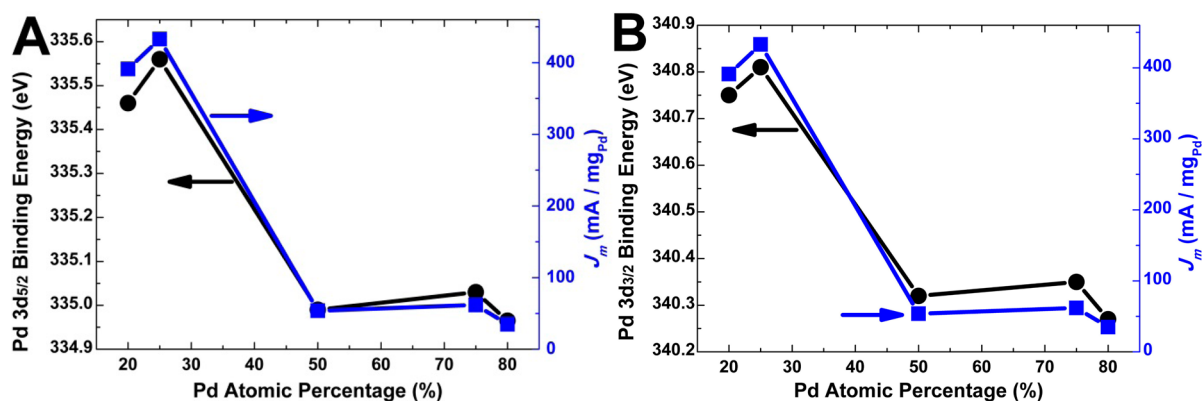 A
Pd 3d5/2 Binding Energy (eV)
335.6
335.5
335.4
335.3
335.2
335.1
335.0
334.9
20 30 40 50 60 70 80
Pd Atomic Percentage (%)
400
300
200
100
0
Jm (mA / mgPd)
B
Pd 3d3/2 Binding Energy (eV)
340.9
340.8
340.7
340.6
340.5
340.4
340.3
340.2
20 30 40 50 60 70 80
Pd Atomic Percentage (%)
400
300
200
100
0
Jm (mA / mgPd)